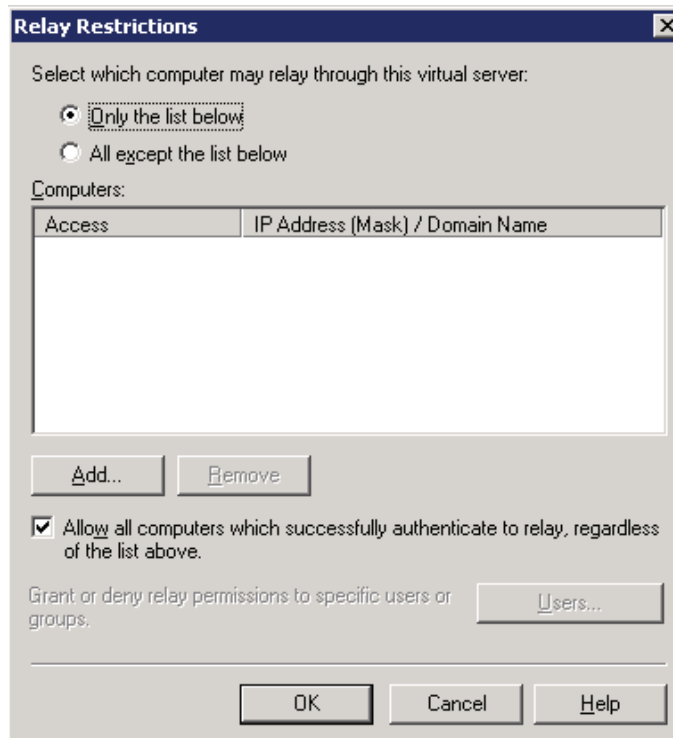 Relay Restrictions
Select which computer may relay through this virtual server:
Only the list below
All except the list below
Computers:
Access IP Address (Mask) / Domain Name
Add... Remove
Allow all computers which successfully authenticate to relay, regardless
of the list above.
Grant or deny relay permissions to specific users or
groups.
Users...
OK Cancel Help